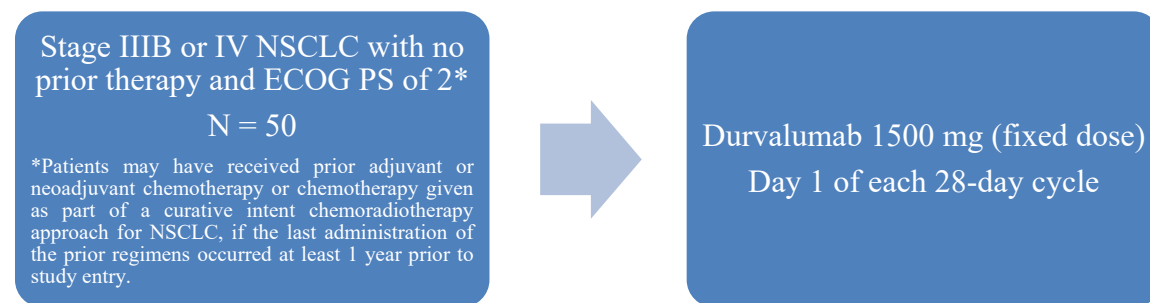 Stage IIIB or IV NSCLC with no
prior therapy and ECOG PS of 2*
N = 50
*Patients may have received prior adjuvant or
neoadjuvant chemotherapy or chemotherapy given
as part of a curative intent chemoradiotherapy
approach for NSCLC, if the last administration of
the prior regimens occurred at least 1 year prior to
study entry.
Durvalumab 1500 mg (fixed dose)
Day 1 of each 28-day cycle